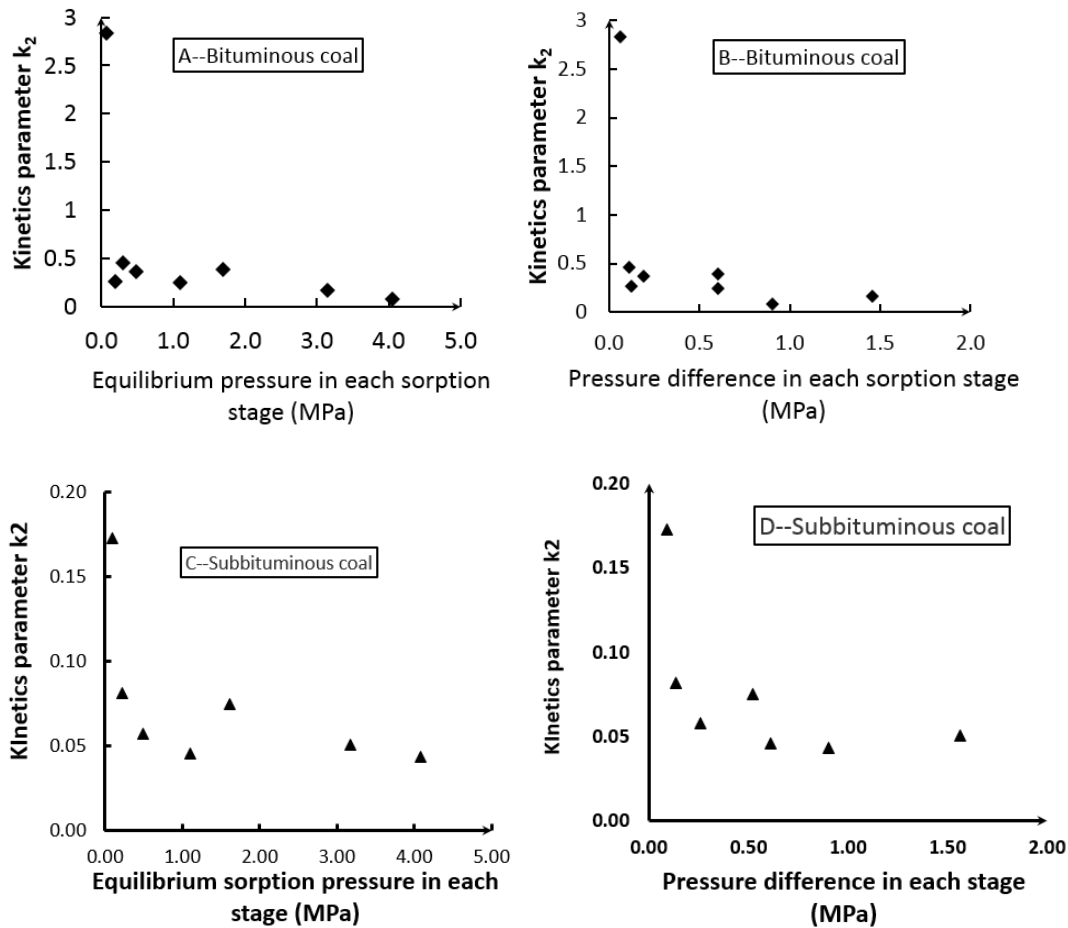 3
2.5
2
1.5
1
0.5
0
Kinetics parameter k₂
A--Bituminous coal
0.0 1.0 2.0 3.0 4.0 5.0
Equilibrium pressure in each sorption
stage (MPa)
3
2.5
2
1.5
1
0.5
0
Kinetics parameter k₂
B--Bituminous coal
0.0 0.5 1.0 1.5 2.0
Pressure difference in each sorption stage
(MPa)
0.20
0.15
0.10
0.05
0.00
KInetics parameter k2
C--Subbituminous coal
0.00 1.00 2.00 3.00 4.00 5.00
Equilibrium sorption pressure in each
stage (MPa)
0.20
0.15
0.10
0.05
0.00
KInetics parameter k2
D--Subbituminous coal
0.00 0.50 1.00 1.50 2.00
Pressure difference in each stage
(MPa)